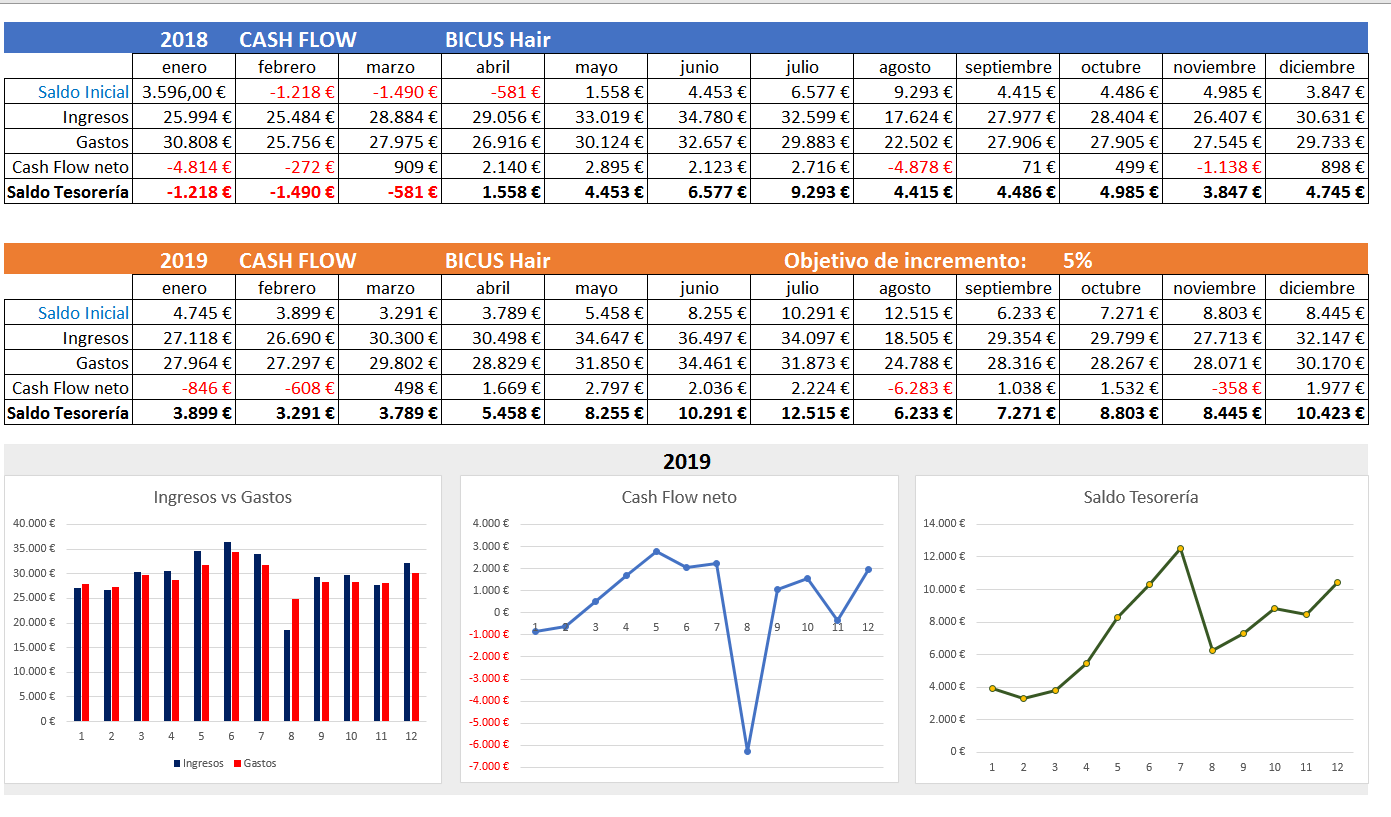 2018 CASH FLOW BICUS Hair
enero febrero marzo abril mayo junio julio agosto septiembre octubre noviembre diciembre
Saldo Inicial 3.596,00 € -1.218 € -1.490 € -581 € 1.558 € 4.453 € 6.577 € 9.293 € 4.415 € 4.486 € 4.985 € 3.847 €
Ingresos 25.994 € 25.484 € 28.884 € 29.056 € 33.019 € 34.780 € 32.599 € 17.624 € 27.977 € 28.404 € 26.407 € 30.631 €
Gastos 30.808 € 25.756 € 27.975 € 26.916 € 30.124 € 32.657 € 29.883 € 22.502 € 27.906 € 27.905 € 27.545 € 29.733 €
Cash Flow neto -4.814 € -272 € 909 € 2.140 € 2.895 € 2.123 € 2.716 € -4.878 € 71 € 499 € -1.138 € 898 €
Saldo Tesorería -1.218 € -1.490 € -581 € 1.558 € 4.453 € 6.577 € 9.293 € 4.415 € 4.486 € 4.985 € 3.847 € 4.745 €
2019 CASH FLOW BICUS Hair Objetivo de incremento: 5%
enero febrero marzo abril mayo junio julio agosto septiembre octubre noviembre diciembre
Saldo Inicial 4.745 € 3.899 € 3.291 € 3.789 € 5.458 € 8.255 € 10.291 € 12.515 € 6.233 € 7.271 € 8.803 € 8.445 €
Ingresos 27.118 € 26.690 € 30.300 € 30.498 € 34.647 € 36.497 € 34.097 € 18.505 € 29.354 € 29.799 € 27.713 € 32.147 €
Gastos 27.964 € 27.297 € 29.802 € 28.829 € 31.850 € 34.461 € 31.873 € 24.788 € 28.316 € 28.267 € 28.071 € 30.170 €
Cash Flow neto -846 € -608 € 498 € 1.669 € 2.797 € 2.036 € 2.224 € -6.283 € 1.038 € 1.532 € -358 € 1.977 €
Saldo Tesorería 3.899 € 3.291 € 3.789 € 5.458 € 8.255 € 10.291 € 12.515 € 6.233 € 7.271 € 8.803 € 8.445 € 10.423 €
2019
Ingresos vs Gastos
40.000 €
35.000 €
30.000 €
25.000 €
20.000 €
15.000 €
10.000 €
5.000 €
0 €
1 2 3 4 5 6 7 8 9 10 11 12
Ingresos Gastos
Cash Flow neto
4.000 €
3.000 €
2.000 €
1.000 €
0 €
1 2 3 4 5 6 7 8 9 10 11 12
-1.000 €
-2.000 €
-3.000 €
-4.000 €
-5.000 €
-6.000 €
-7.000 €
Saldo Tesorería
14.000 €
12.000 €
10.000 €
8.000 €
6.000 €
4.000 €
2.000 €
0 €
1 2 3 4 5 6 7 8 9 10 11 12